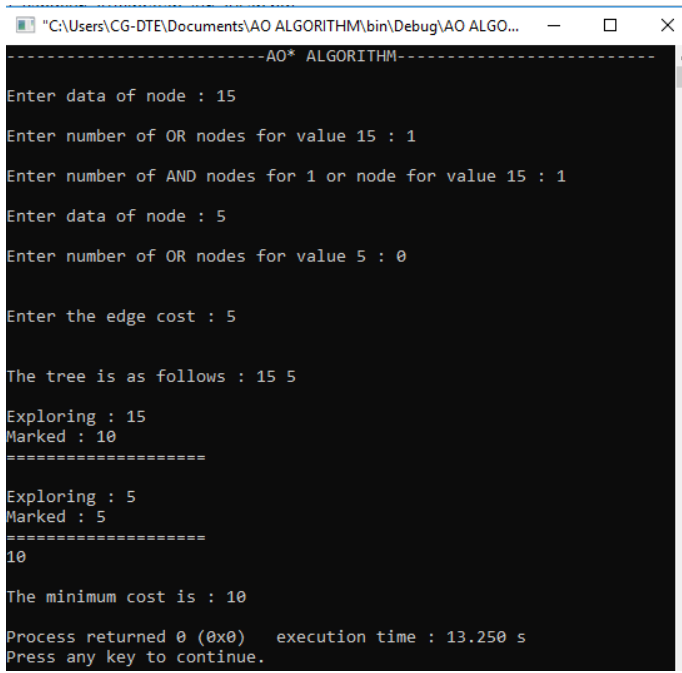 "C:\Users\CG-DTE\Documents\AO ALGORITHM\bin\Debug\AO ALGO...
--------------------------AO* ALGORITHM--------------------------
Enter data of node : 15
Enter number of OR nodes for value 15 : 1
Enter number of AND nodes for 1 or node for value 15 : 1
Enter data of node : 5
Enter number of OR nodes for value 5 : 0
Enter the edge cost : 5
The tree is as follows : 15 5
Exploring : 15
Marked : 10
====================
Exploring : 5
Marked : 5
====================
10
The minimum cost is : 10
Process returned 0 (0x0)   execution time : 13.250 s
Press any key to continue.